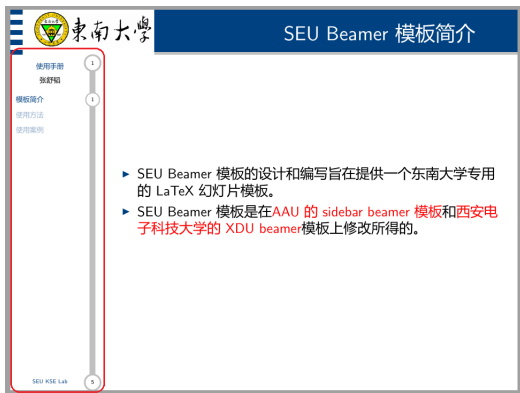 東南大學
SEU Beamer 模板简介
使用手册
张舒韬
1
模板简介
1
使用方法
使用案例
▶ SEU Beamer 模板的设计和编写旨在提供一个东南大学专用
的 LaTeX 幻灯片模板。
▶ SEU Beamer 模板是在AAU 的 sidebar beamer 模板和西安电
子科技大学的 XDU beamer模板上修改所得的。
SEU KSE Lab
5